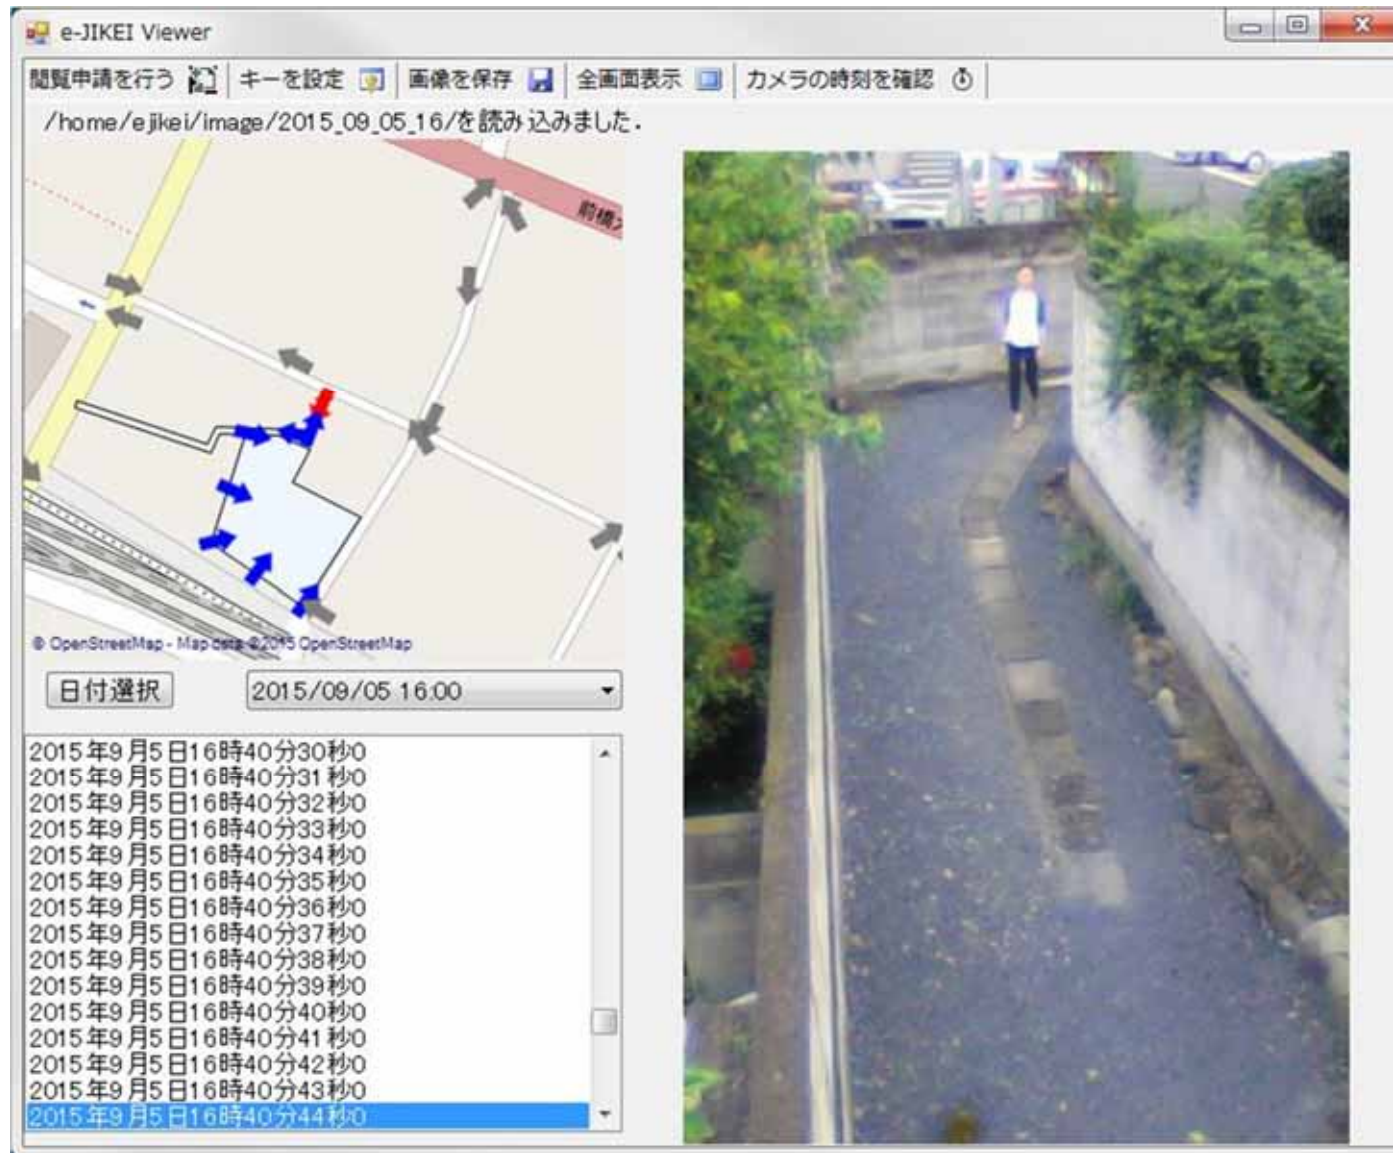 e-JIKEI Viewer
閲覧申請を行う キーを設定 画像を保存 全画面表示 カメラの時刻を確認
/home/ejikei/image/2015_09_05_16/を読み込みました.
前橋
© OpenStreetMap - Map data ©2015 OpenStreetMap
日付選択 2015/09/05 16:00
2015年9月5日16時40分30秒0
2015年9月5日16時40分31秒0
2015年9月5日16時40分32秒0
2015年9月5日16時40分33秒0
2015年9月5日16時40分34秒0
2015年9月5日16時40分35秒0
2015年9月5日16時40分36秒0
2015年9月5日16時40分37秒0
2015年9月5日16時40分38秒0
2015年9月5日16時40分39秒0
2015年9月5日16時40分40秒0
2015年9月5日16時40分41秒0
2015年9月5日16時40分42秒0
2015年9月5日16時40分43秒0
2015年9月5日16時40分44秒0